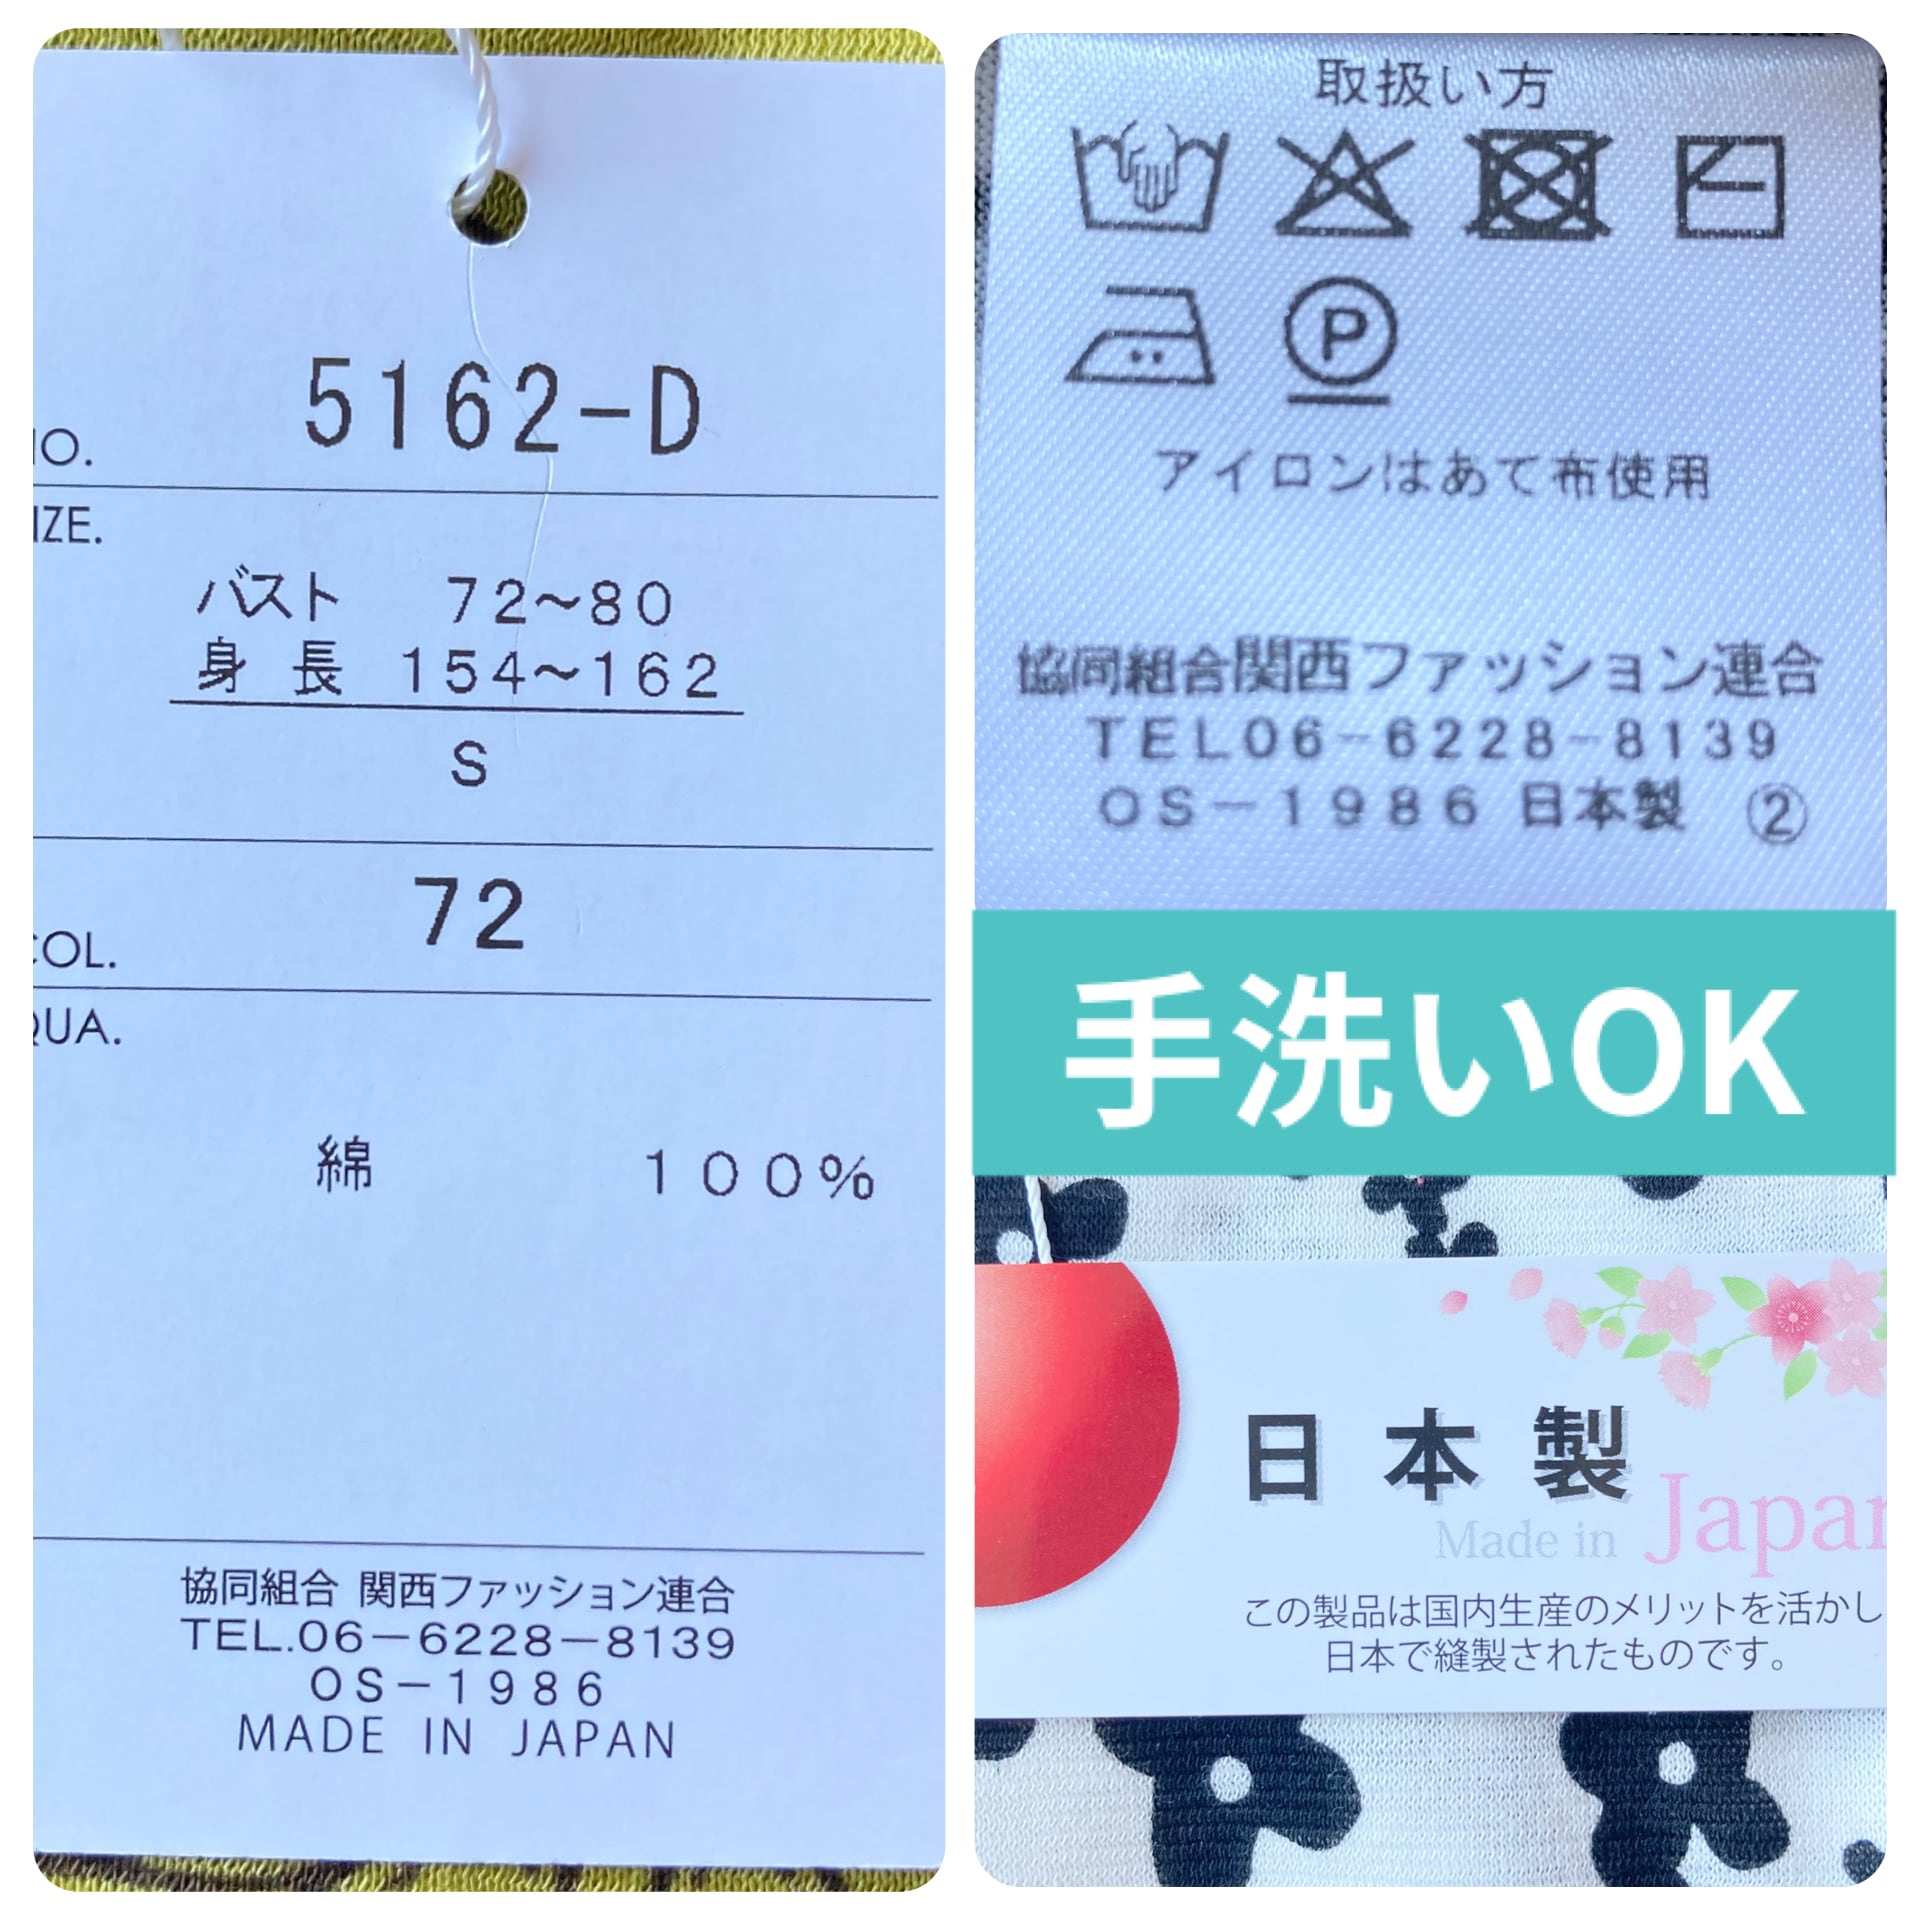 5162-D
NO.
SIZE.
バスト 72~80
身長 154~162
S
72
COL.
QUA.
綿 100%
協同組合 関西ファッション連合
TEL.06-6228-8139
OS-1986
MADE IN JAPAN
取扱い方
P
アイロンはあて布使用
協同組合関西ファッション連合
TEL06-6228-8139
OS-1986 日本製 ②
手洗いOK
日本製
Made in Japan
この製品は国内生産のメリットを活かし
日本で縫製されたものです。